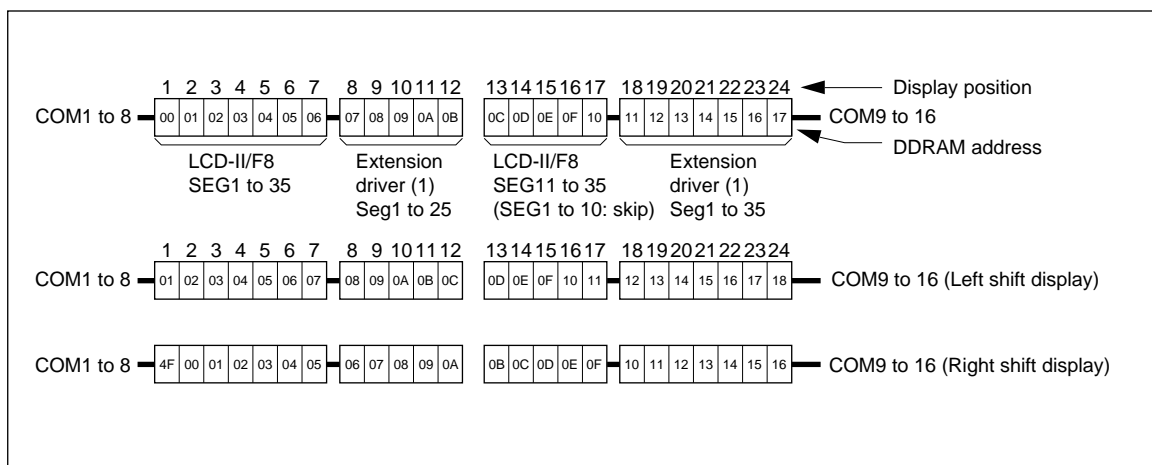 1 2 3 4 5 6 7 8 9 10 11 12 13 14 15 16 17 18 19 20 21 22 23 24 Display position
COM1 to 8 00 01 02 03 04 05 06 07 08 09 0A 0B 0C 0D 0E 0F 10 11 12 13 14 15 16 17 COM9 to 16
DDRAM address
LCD-II/F8 Extension LCD-II/F8 Extension
SEG1 to 35 driver (1) SEG11 to 35 driver (1)
Seg1 to 25 (SEG1 to 10: skip) Seg1 to 35
1 2 3 4 5 6 7 8 9 10 11 12 13 14 15 16 17 18 19 20 21 22 23 24
COM1 to 8 01 02 03 04 05 06 07 08 09 0A 0B 0C 0D 0E 0F 10 11 12 13 14 15 16 17 18 COM9 to 16 (Left shift display)
COM1 to 8 4F 00 01 02 03 04 05 06 07 08 09 0A 0B 0C 0D 0E 0F 10 11 12 13 14 15 16 COM9 to 16 (Right shift display)